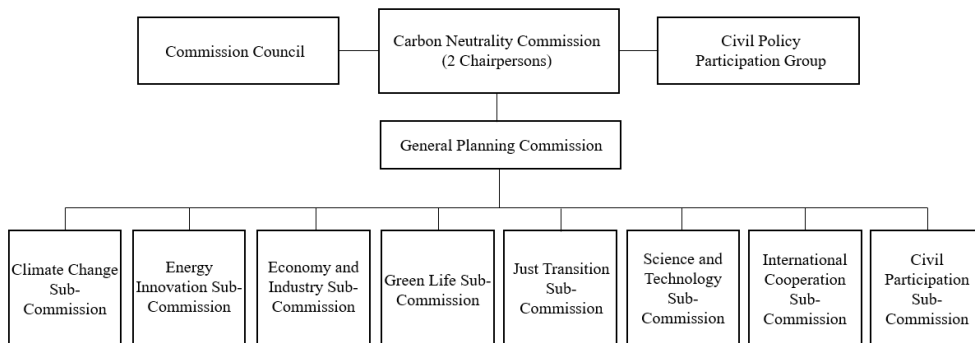 Commission Council
Carbon Neutrality Commission
(2 Chairpersons)
Civil Policy
Participation Group
General Planning Commission
Climate Change
Sub-
Commission
Energy
Innovation Sub-
Commission
Economy and
Industry Sub-
Commission
Green Life Sub-
Commission
Just Transition
Sub-
Commission
Science and
Technology
Sub-
Commission
International
Cooperation
Sub-
Commission
Civil
Participation
Sub-
Commission